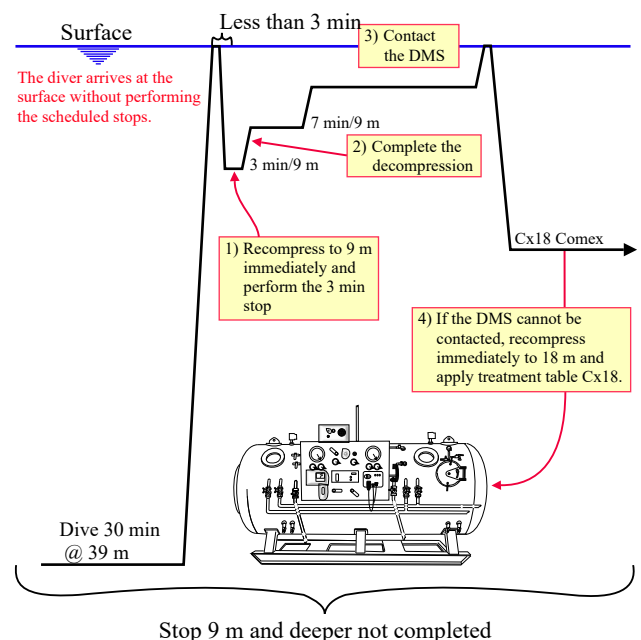 Less than 3 min
Surface
3) Contact
the DMS
The diver arrives at the
surface without performing
the scheduled stops.
7 min/9 m
2) Complete the
decompression
3 min/9 m
Cx18 Comex
1) Recompress to 9 m
immediately and
perform the 3 min
stop
4) If the DMS cannot be
contacted, recompress
immediately to 18 m and
apply treatment table Cx18.
Dive 30 min
@ 39 m
Stop 9 m and deeper not completed